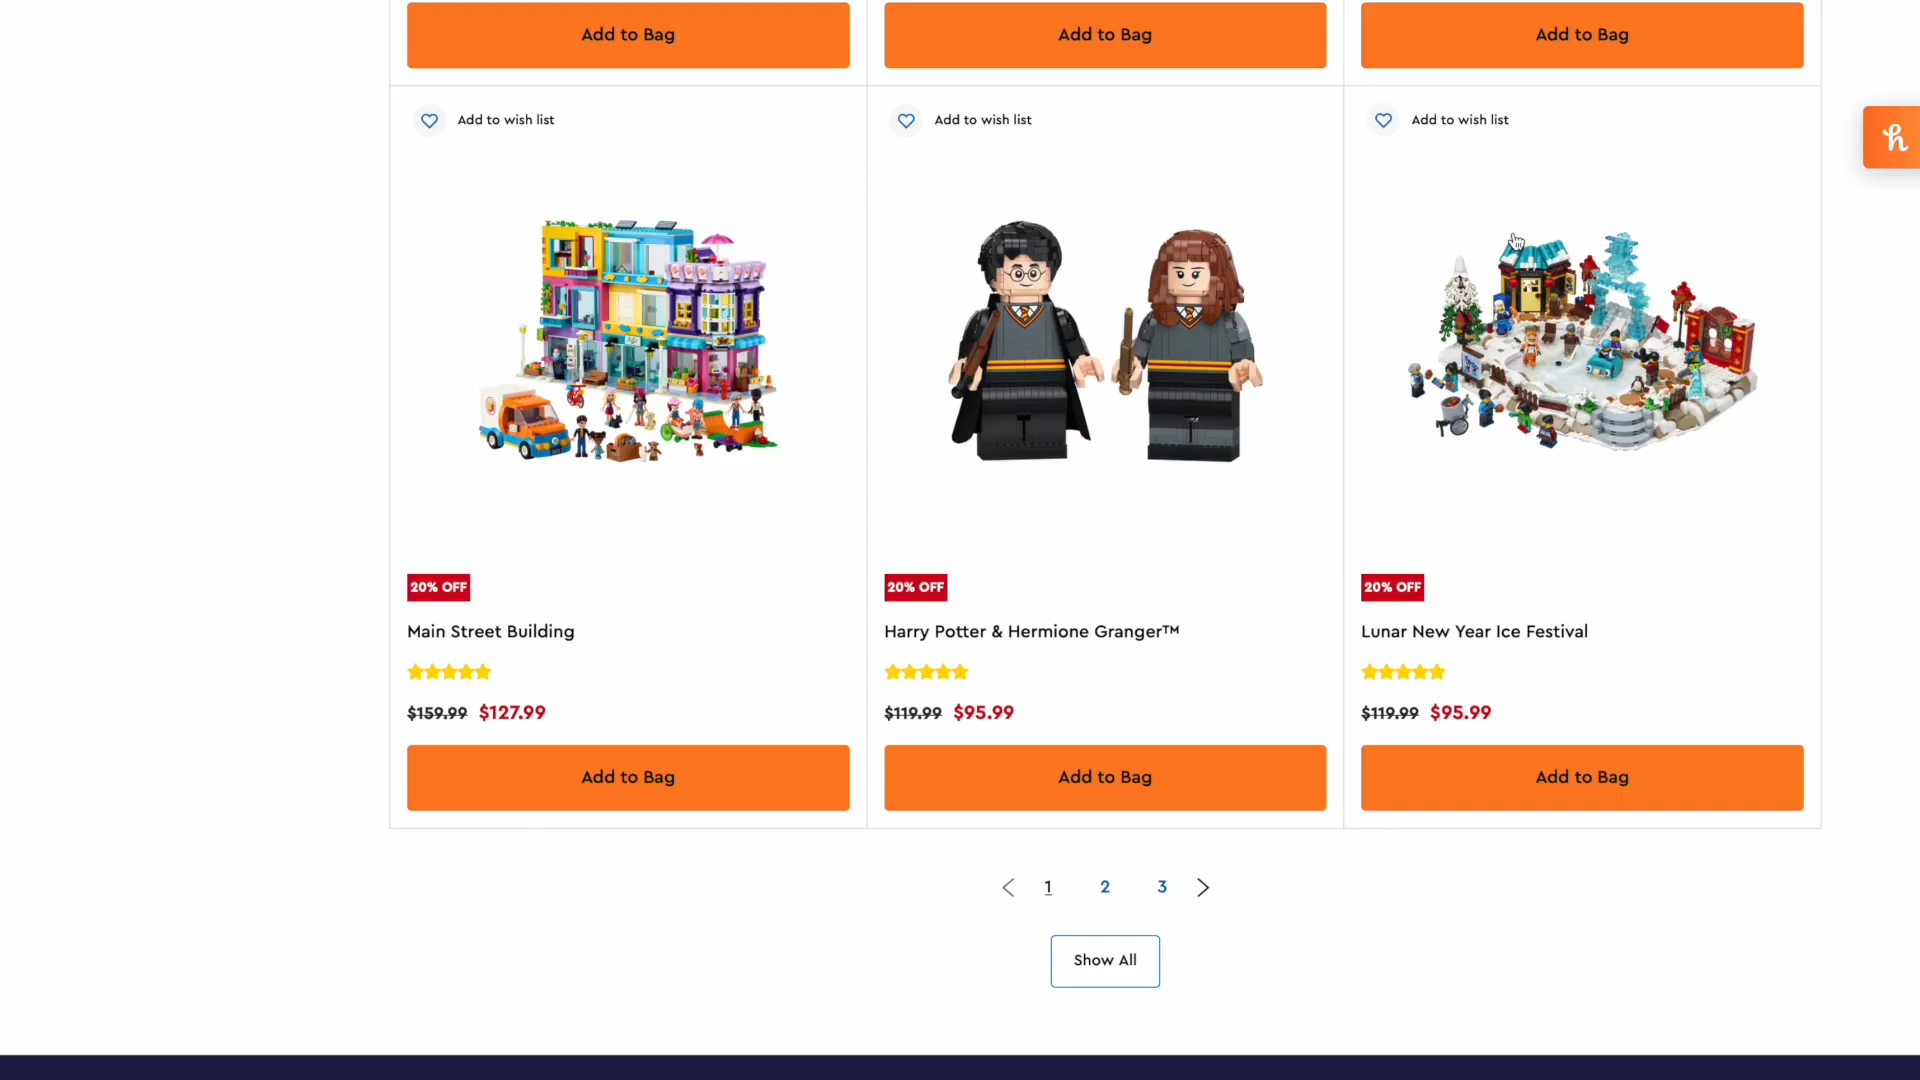 Add to Bag Add to Bag Add to Bag
Add to wish list Add to wish list Add to wish list
20% OFF 20% OFF 20% OFF
Main Street Building Harry Potter & Hermione Granger™ Lunar New Year Ice Festival
$159.99 $127.99 $119.99 $95.99 $119.99 $95.99
Add to Bag Add to Bag Add to Bag
1 2 3
Show All